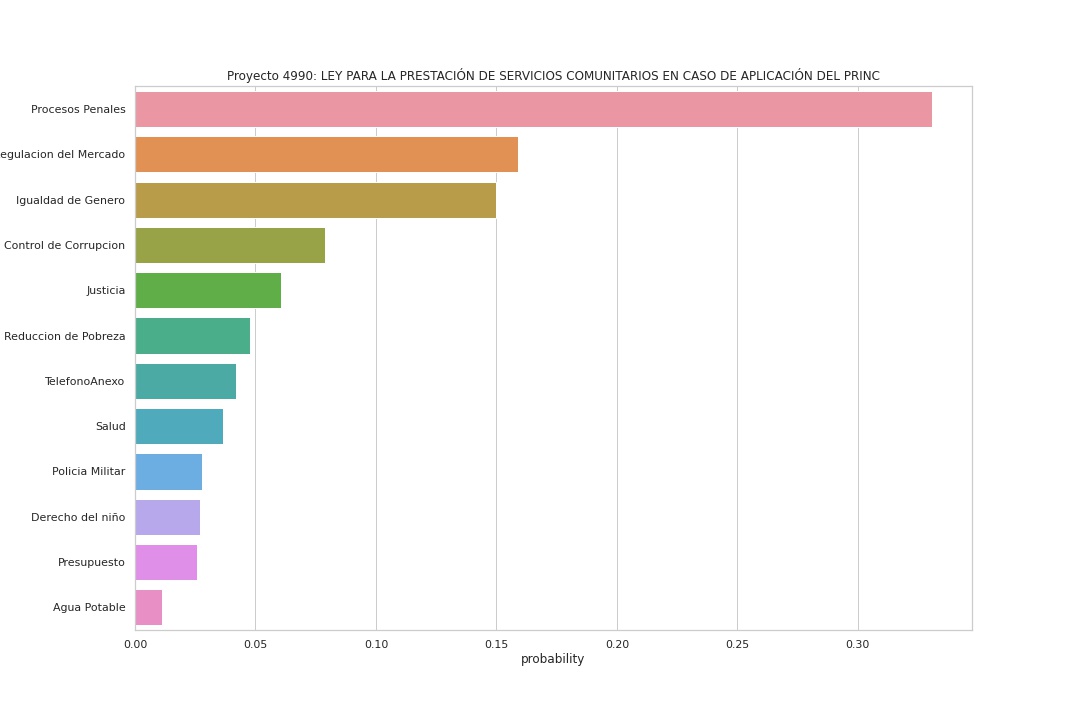 Proyecto 4990: LEY PARA LA PRESTACIÓN DE SERVICIOS COMUNITARIOS EN CASO DE APLICACIÓN DEL PRINC
Procesos Penales
egulacion del Mercado
Igualdad de Genero
Control de Corrupcion
Justicia
Reduccion de Pobreza
TelefonoAnexo
Salud
Policia Militar
Derecho del niño
Presupuesto
Agua Potable
0.00 0.05 0.10 0.15 0.20 0.25 0.30
probability